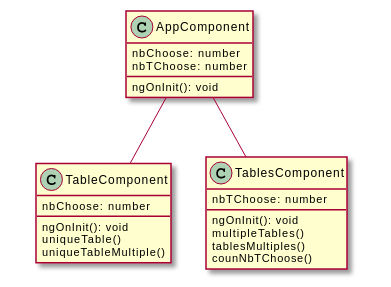 C AppComponent
nbChoose: number
nbTChoose: number
ngOnInit(): void
C TableComponent
nbChoose: number
ngOnInit(): void
uniqueTable()
uniqueTableMultiple()
C TablesComponent
nbTChoose: number
ngOnInit(): void
multipleTables()
tablesMultiples()
counNbTChoose()